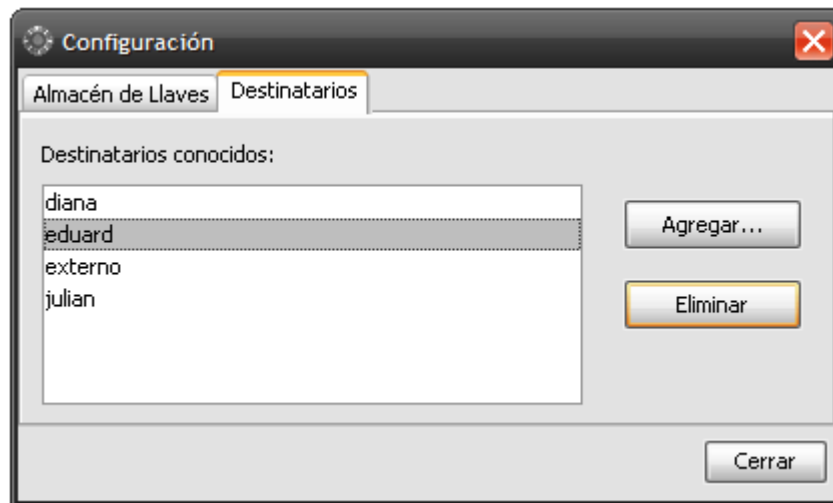 Configuración
Almacén de Llaves
Destinatarios
Destinatarios conocidos:
diana
eduard
externo
julian
Agregar...
Eliminar
Cerrar